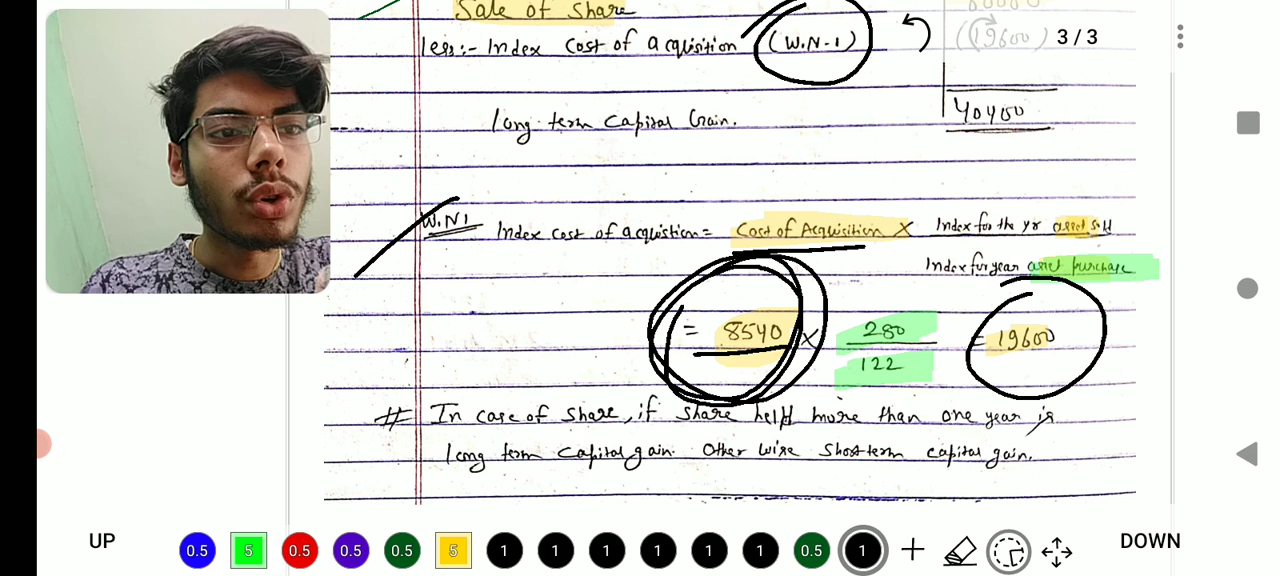 Sale of Share
less:- Index Cost of acquisition (W.N-1)
(19600) 3/3
Long term Capital Gain. 40400
W.N1 Index cost of acquistion = Cost of Acquisition X Index for the yr asset sold
Index for year asset purchase
= 8540 X 280 = 19600
122
# In case of share, if share held more than one year is
long term capital gain. Other wise short term capital gain.
UP 0.5 5 0.5 0.5 0.5 5 1 1 1 1 1 1 0.5 1 DOWN